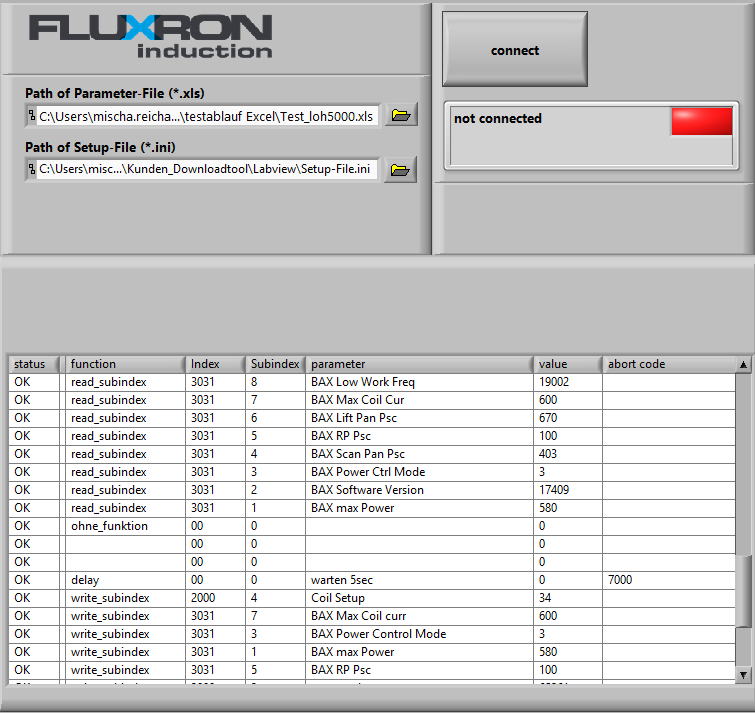 FLUXRON
induction
Path of Parameter-File (*.xls)
C:\Users\mischa.reicha...\testablauf Excel\Test_loh5000.xls
Path of Setup-File (*.ini)
C:\Users\misc...\Kunden_Downloadtool\Labview\Setup-File.ini
connect
not connected
status function Index Subindex parameter value abort code
OK read_subindex 3031 8 BAX Low Work Freq 19002
OK read_subindex 3031 7 BAX Max Coil Cur 600
OK read_subindex 3031 6 BAX Lift Pan Psc 670
OK read_subindex 3031 5 BAX RP Psc 100
OK read_subindex 3031 4 BAX Scan Pan Psc 403
OK read_subindex 3031 3 BAX Power Ctrl Mode 3
OK read_subindex 3031 2 BAX Software Version 17409
OK read_subindex 3031 1 BAX max Power 580
OK ohne_funktion 00 0 0
OK 00 0 0
OK 00 0 0
OK delay 00 0 warten 5sec 0 7000
OK write_subindex 2000 4 Coil Setup 34
OK write_subindex 3031 7 BAX Max Coil curr 600
OK write_subindex 3031 3 BAX Power Control Mode 3
OK write_subindex 3031 1 BAX max Power 580
OK write_subindex 3031 5 BAX RP Psc 100